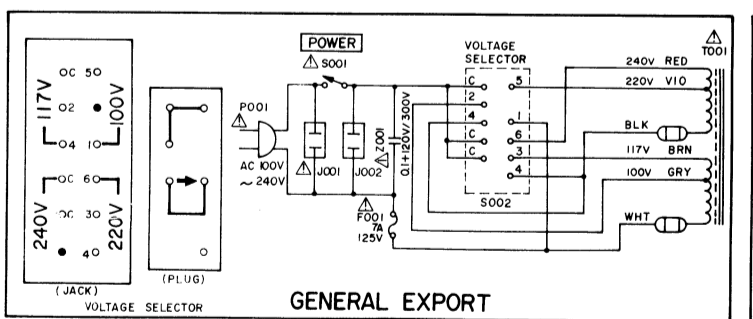 POWER
S001
VOLTAGE
SELECTOR
T001
240V RED
220V VIO
BLK
117V BRN
100V GRY
WHT
P001
AC 100V
~ 240V
J001
J002
Z001
0.1+120V/300V
F001
7A
125V
C 5
2
4 1
C 6
C 3
4
S002
117V
100V
OC 5O
O2
O4 1O
240V
220V
OC 6O
OC 3O
4O
(JACK)
(PLUG)
VOLTAGE SELECTOR
GENERAL EXPORT